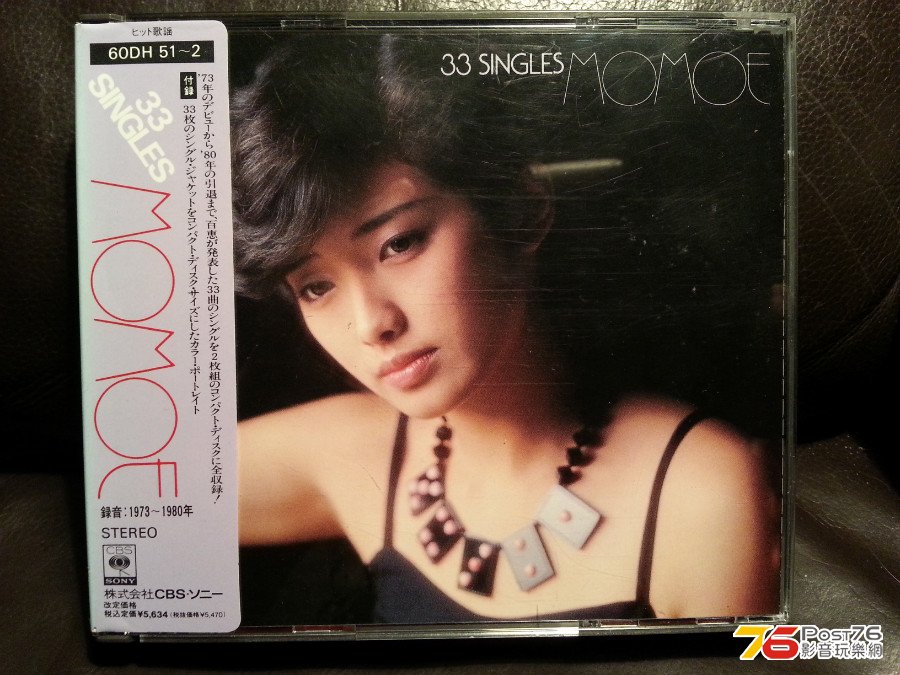 ヒット歌謡
60DH 51~2
33
SINGLES
MOMOE
'73年のデビューから'80年の引退まで、百恵が発表した33曲のシングルを2枚組のコンパクト・ディスクに全収録!
付録
33枚のシングル・ジャケットをコンパクト・ディスク・サイズにしたカラー・ポートレイト
録音:1973~1980年
STEREO
CBS
SONY
株式会社CBS・ソニー
改定価格
税込定価¥5,634(税抜価格¥5,470)
33 SINGLES MOMOE
76 Post76
影音玩樂網